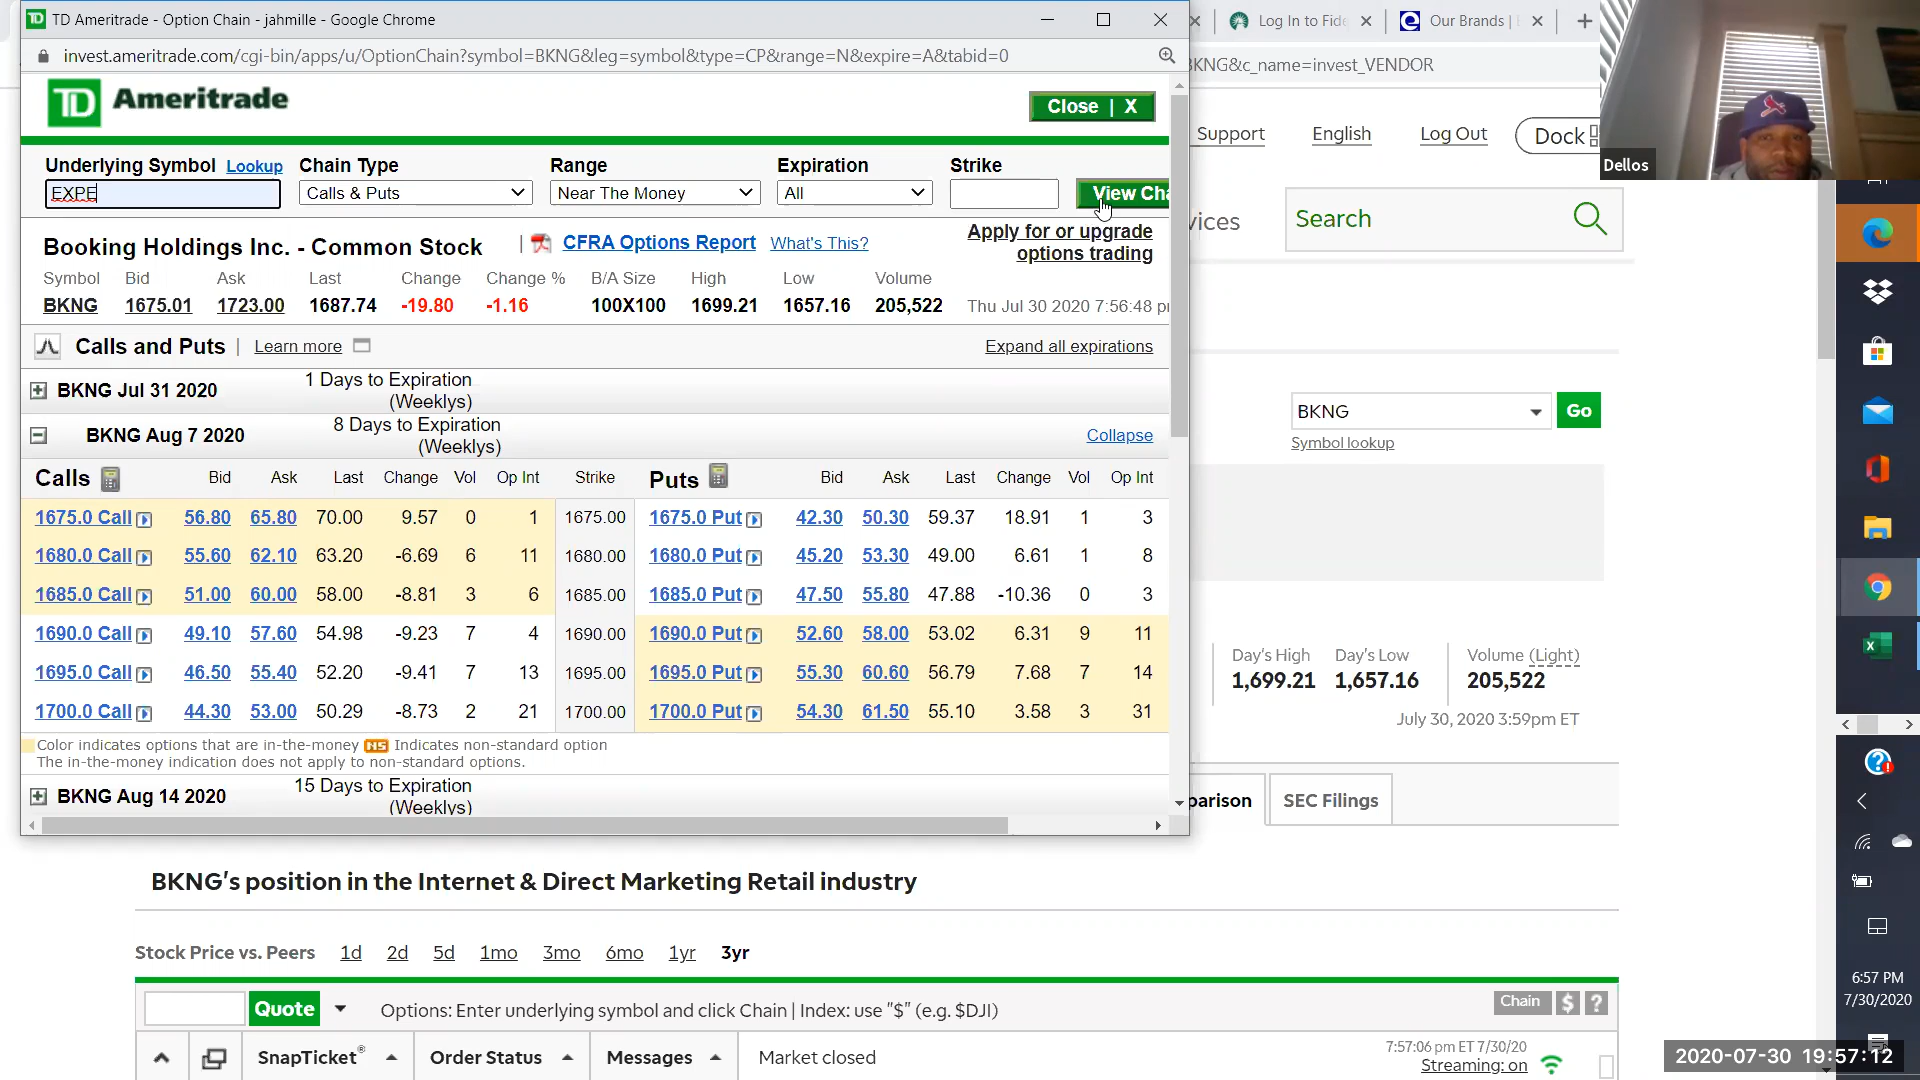 TD Ameritrade - Option Chain - jahmille - Google Chrome
Log In to Fide
Our Brands |
invest.ameritrade.com/cgi-bin/apps/u/OptionChain?symbol=BKNG&leg=symbol&type=CP&range=N&expire=A&tabid=0
KNG&c_name=invest_VENDOR
TD Ameritrade
Close | X
Support English Log Out Dock
Dellos
Underlying Symbol Lookup Chain Type Range Expiration Strike
EXPE Calls & Puts Near The Money All View Cha
vices
Search
Booking Holdings Inc. - Common Stock | CFRA Options Report What's This?
Apply for or upgrade
options trading
Symbol Bid Ask Last Change Change % B/A Size High Low Volume
BKNG 1675.01 1723.00 1687.74 -19.80 -1.16 100X100 1699.21 1657.16 205,522 Thu Jul 30 2020 7:56:48 p
Calls and Puts | Learn more Expand all expirations
BKNG Jul 31 2020 1 Days to Expiration
(Weeklys)
BKNG Aug 7 2020 8 Days to Expiration
(Weeklys)
Collapse
BKNG Go
Symbol lookup
Calls Bid Ask Last Change Vol Op Int Strike Puts Bid Ask Last Change Vol Op Int
1675.0 Call 56.80 65.80 70.00 9.57 0 1 1675.00 1675.0 Put 42.30 50.30 59.37 18.91 1 3
1680.0 Call 55.60 62.10 63.20 -6.69 6 11 1680.00 1680.0 Put 45.20 53.30 49.00 6.61 1 8
1685.0 Call 51.00 60.00 58.00 -8.81 3 6 1685.00 1685.0 Put 47.50 55.80 47.88 -10.36 0 3
1690.0 Call 49.10 57.60 54.98 -9.23 7 4 1690.00 1690.0 Put 52.60 58.00 53.02 6.31 9 11
1695.0 Call 46.50 55.40 52.20 -9.41 7 13 1695.00 1695.0 Put 55.30 60.60 56.79 7.68 7 14
1700.0 Call 44.30 53.00 50.29 -8.73 2 21 1700.00 1700.0 Put 54.30 61.50 55.10 3.58 3 31
Color indicates options that are in-the-money NS Indicates non-standard option
The in-the-money indication does not apply to non-standard options.
BKNG Aug 14 2020 15 Days to Expiration
(Weeklys)
Day's High Day's Low Volume (Light)
1,699.21 1,657.16 205,522
July 30, 2020 3:59pm ET
parison SEC Filings
BKNG's position in the Internet & Direct Marketing Retail industry
Stock Price vs. Peers 1d 2d 5d 1mo 3mo 6mo 1yr 3yr
Quote Options: Enter underlying symbol and click Chain | Index: use "$" (e.g. $DJI) Chain $ ?
SnapTicket® Order Status Messages Market closed
7:57:06 pm ET 7/30/20
Streaming: on
6:57 PM
7/30/2020
2020-07-30 19:57:12